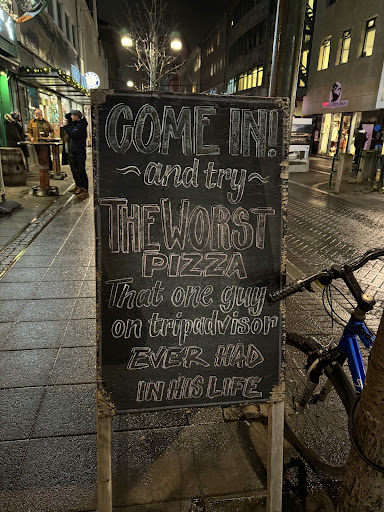 COME IN!
~and try~
THE WORST
PIZZA
That one guy
on tripadvisor
EVER HAD
IN HIS LIFE